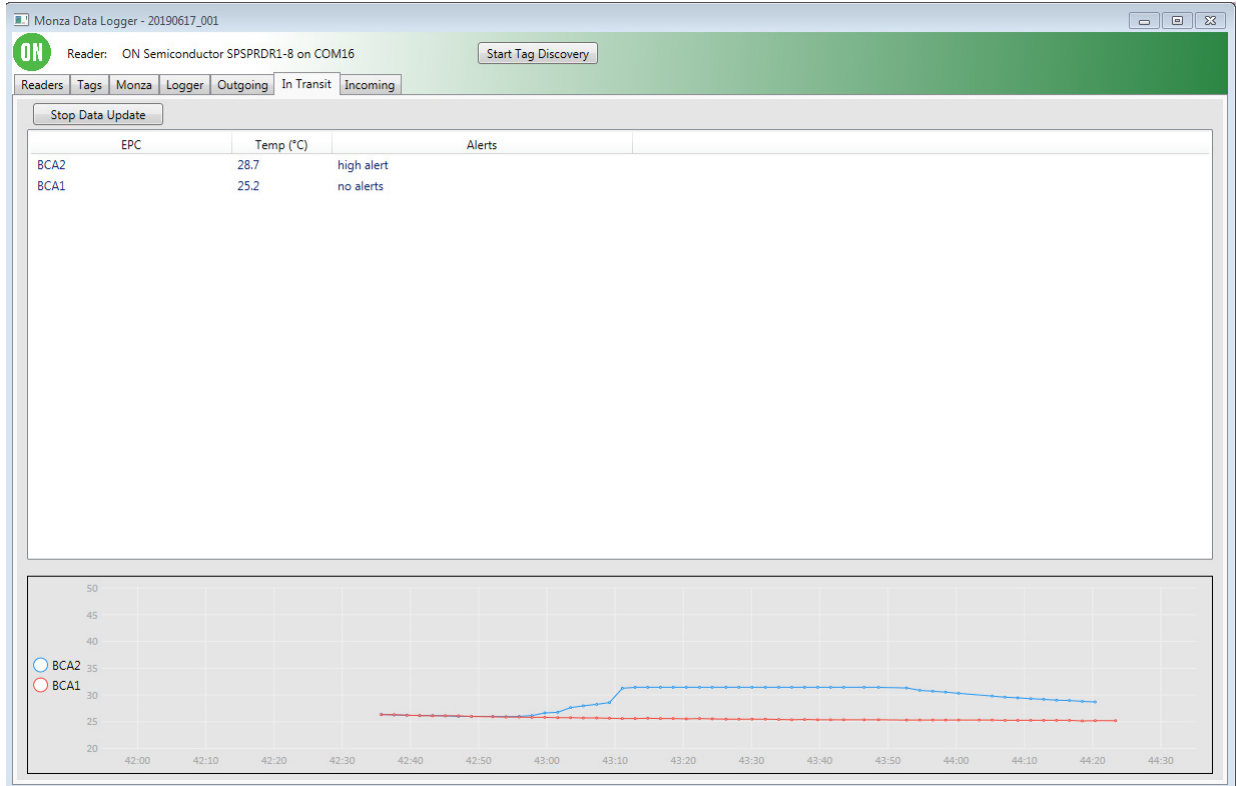 Monza Data Logger - 20190617_001
ON Reader: ON Semiconductor SPSPRDR1-8 on COM16 Start Tag Discovery
Readers Tags Monza Logger Outgoing In Transit Incoming
Stop Data Update
EPC Temp (°C) Alerts
BCA2 28.7 high alert
BCA1 25.2 no alerts
50
45
40
BCA2 35
BCA1 30
25
20
42:00 42:10 42:20 42:30 42:40 42:50 43:00 43:10 43:20 43:30 43:40 43:50 44:00 44:10 44:20 44:30